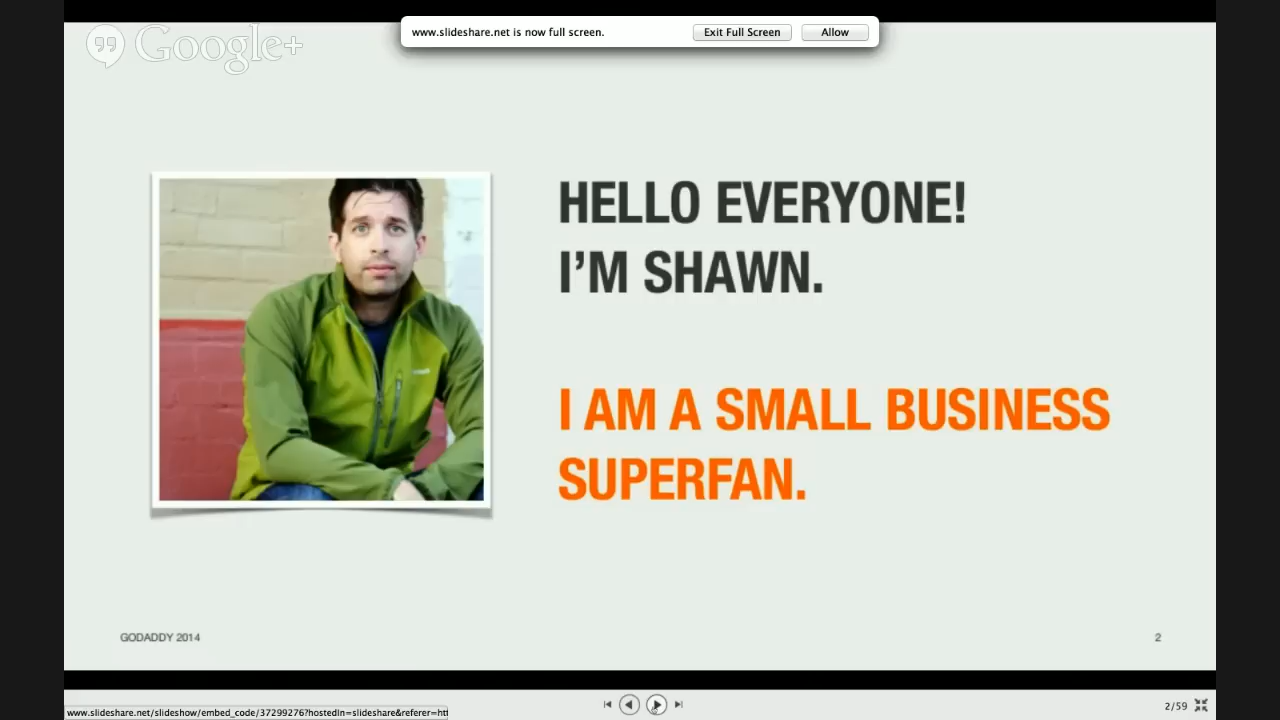 Google+
www.slideshare.net is now full screen.
Exit Full Screen
Allow
HELLO EVERYONE!
I'M SHAWN.
I AM A SMALL BUSINESS
SUPERFAN.
GODADDY 2014
2
www.slideshare.net/slideshow/embed_code/37299276?hostedIn=slideshare&referer=htt
2/59